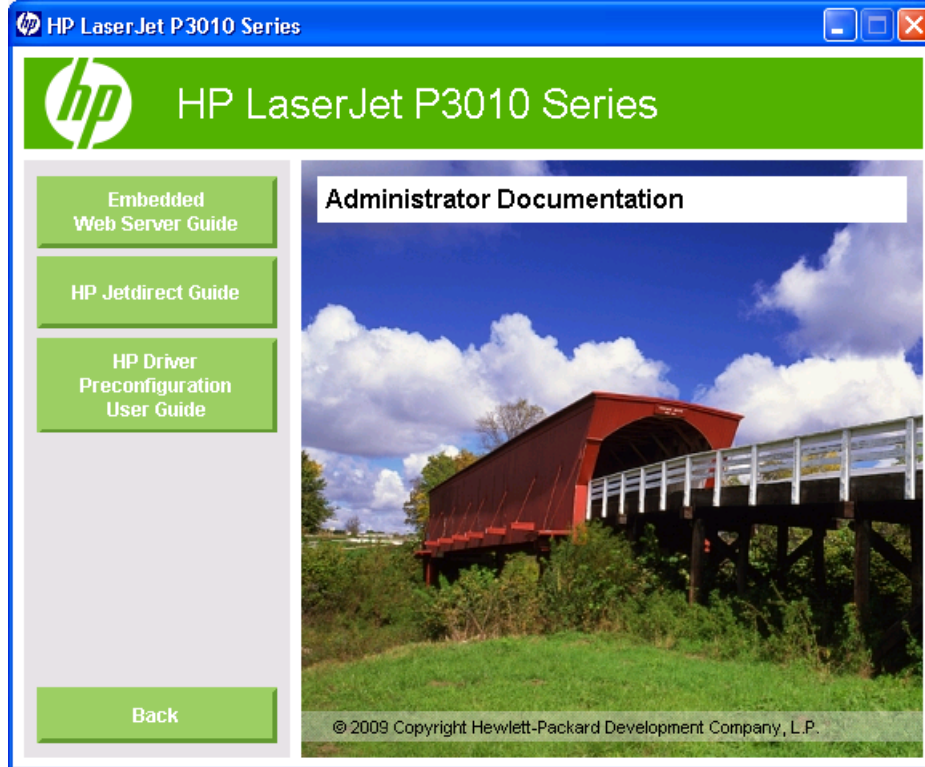 HP LaserJet P3010 Series
hp
HP LaserJet P3010 Series
Embedded
Web Server Guide
HP Jetdirect Guide
HP Driver
Preconfiguration
User Guide
Back
Administrator Documentation
© 2009 Copyright Hewlett-Packard Development Company, L.P.